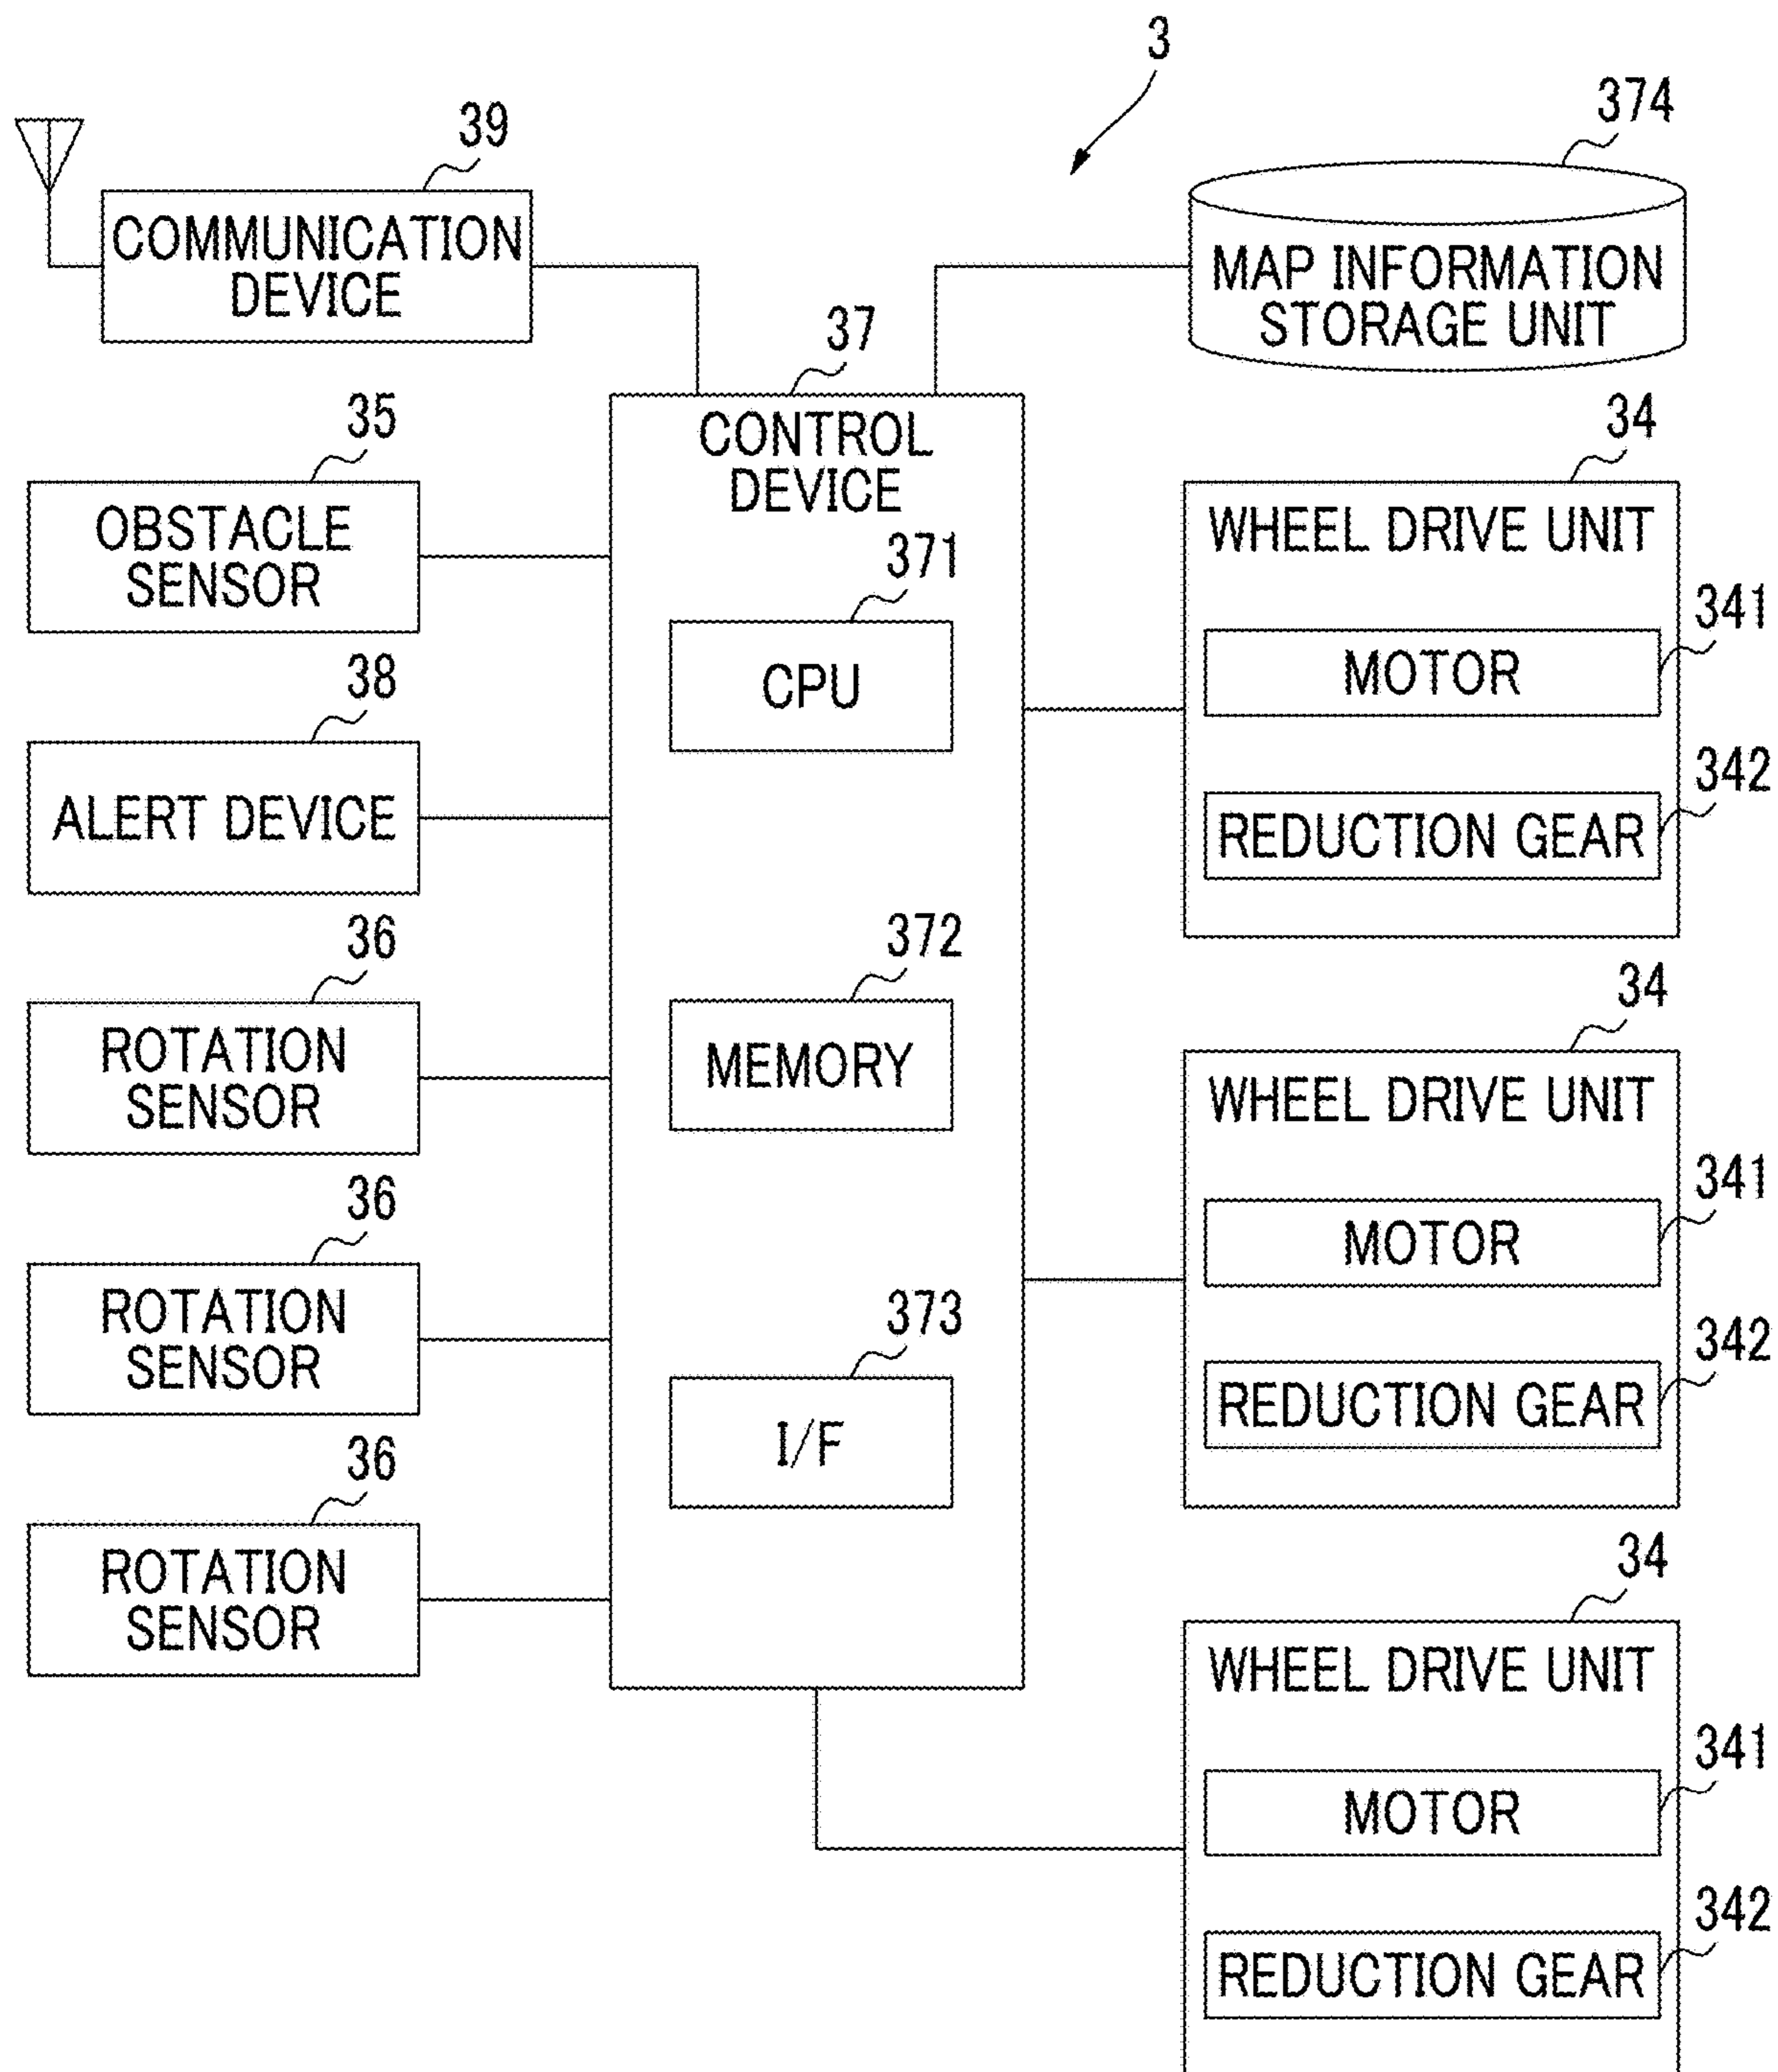 3
374
39
COMMUNICATION
DEVICE
MAP INFORMATION
STORAGE UNIT
37
CONTROL
DEVICE
35
OBSTACLE
SENSOR
34
WHEEL DRIVE UNIT
371
CPU
341
MOTOR
38
ALERT DEVICE
342
REDUCTION GEAR
36
ROTATION
SENSOR
372
MEMORY
34
WHEEL DRIVE UNIT
341
MOTOR
36
ROTATION
SENSOR
373
I/F
342
REDUCTION GEAR
36
ROTATION
SENSOR
34
WHEEL DRIVE UNIT
341
MOTOR
342
REDUCTION GEAR